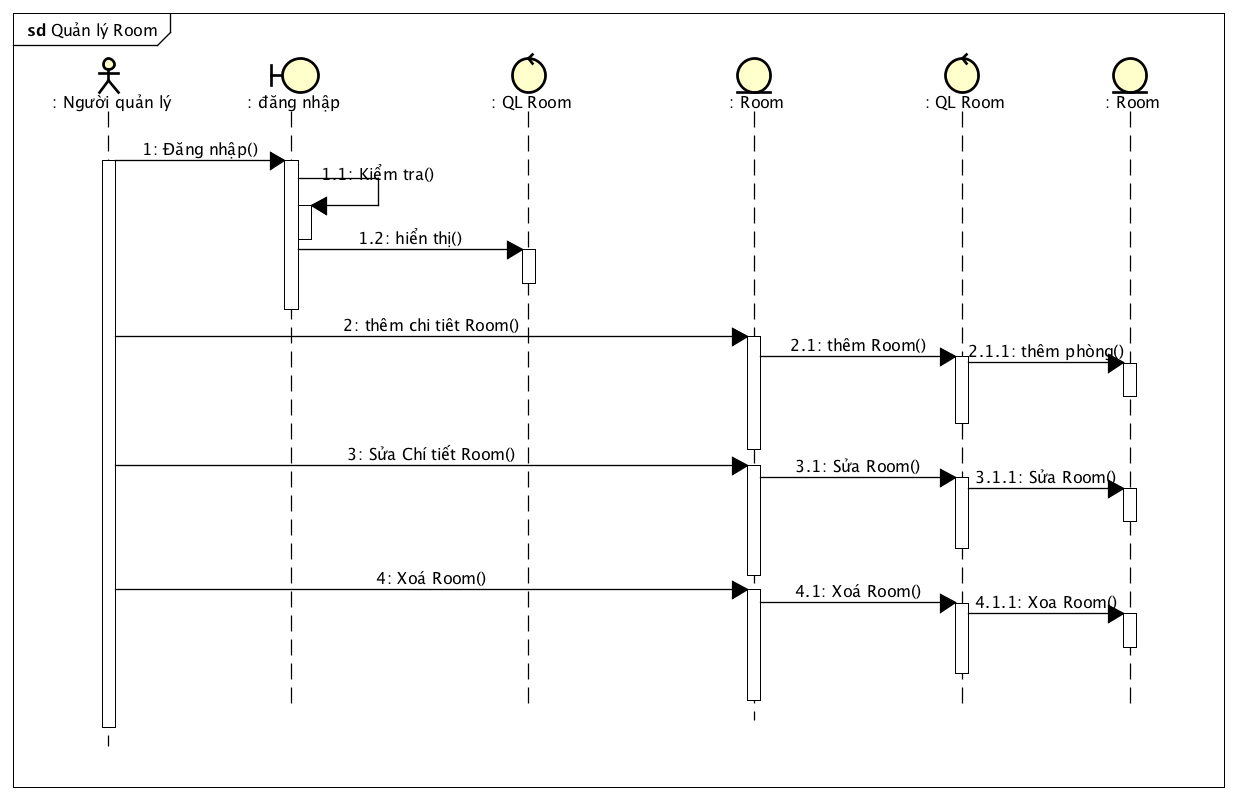 sd Quản lý Room
: Người quản lý
: đăng nhập
: QL Room
: Room
: QL Room
: Room
1: Đăng nhập()
1.1: Kiểm tra()
1.2: hiển thị()
2: thêm chi tiêt Room()
2.1: thêm Room()
2.1.1: thêm phòng()
3: Sửa Chí tiết Room()
3.1: Sửa Room()
3.1.1: Sửa Room()
4: Xoá Room()
4.1: Xoá Room()
4.1.1: Xoa Room()